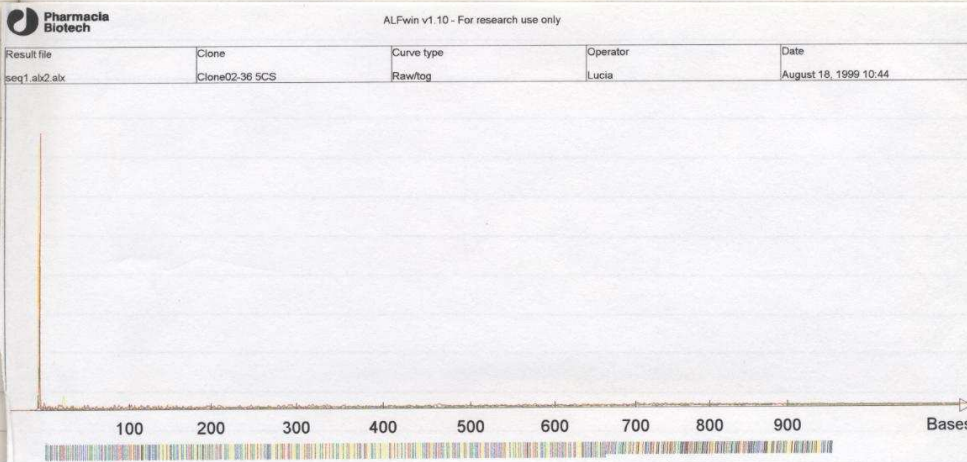 Pharmacia
Biotech
ALFwin v1.10 - For research use only
Result file Clone Curve type Operator Date
seq1.alx2.alx Clone02-36 5CS Raw/tog Lucia August 18, 1999 10:44
100 200 300 400 500 600 700 800 900 Bases